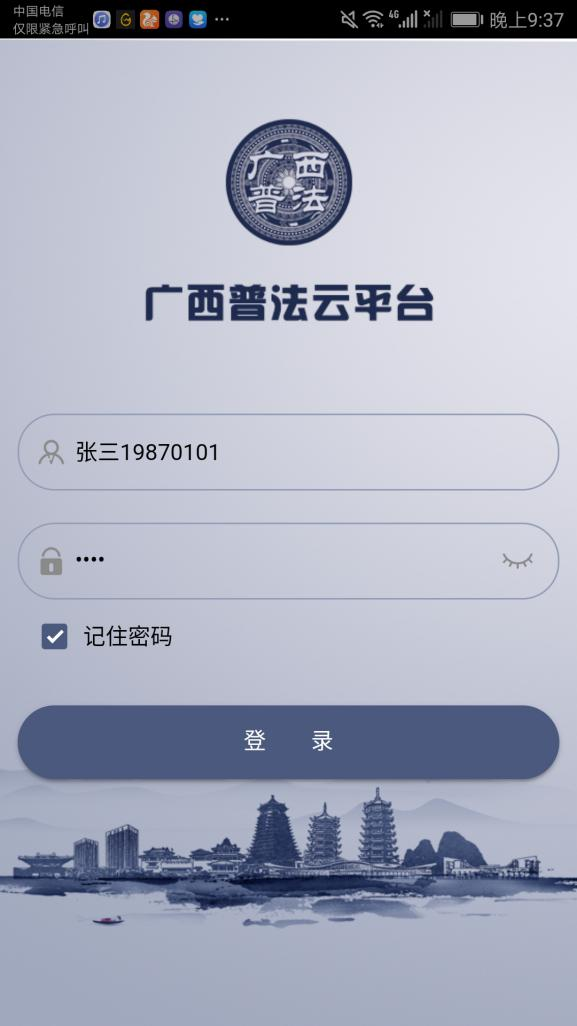 中国电信
仅限紧急呼叫
4G
晚上9:37
广西
普法
广西普法云平台
张三19870101
••••
记住密码
登 录